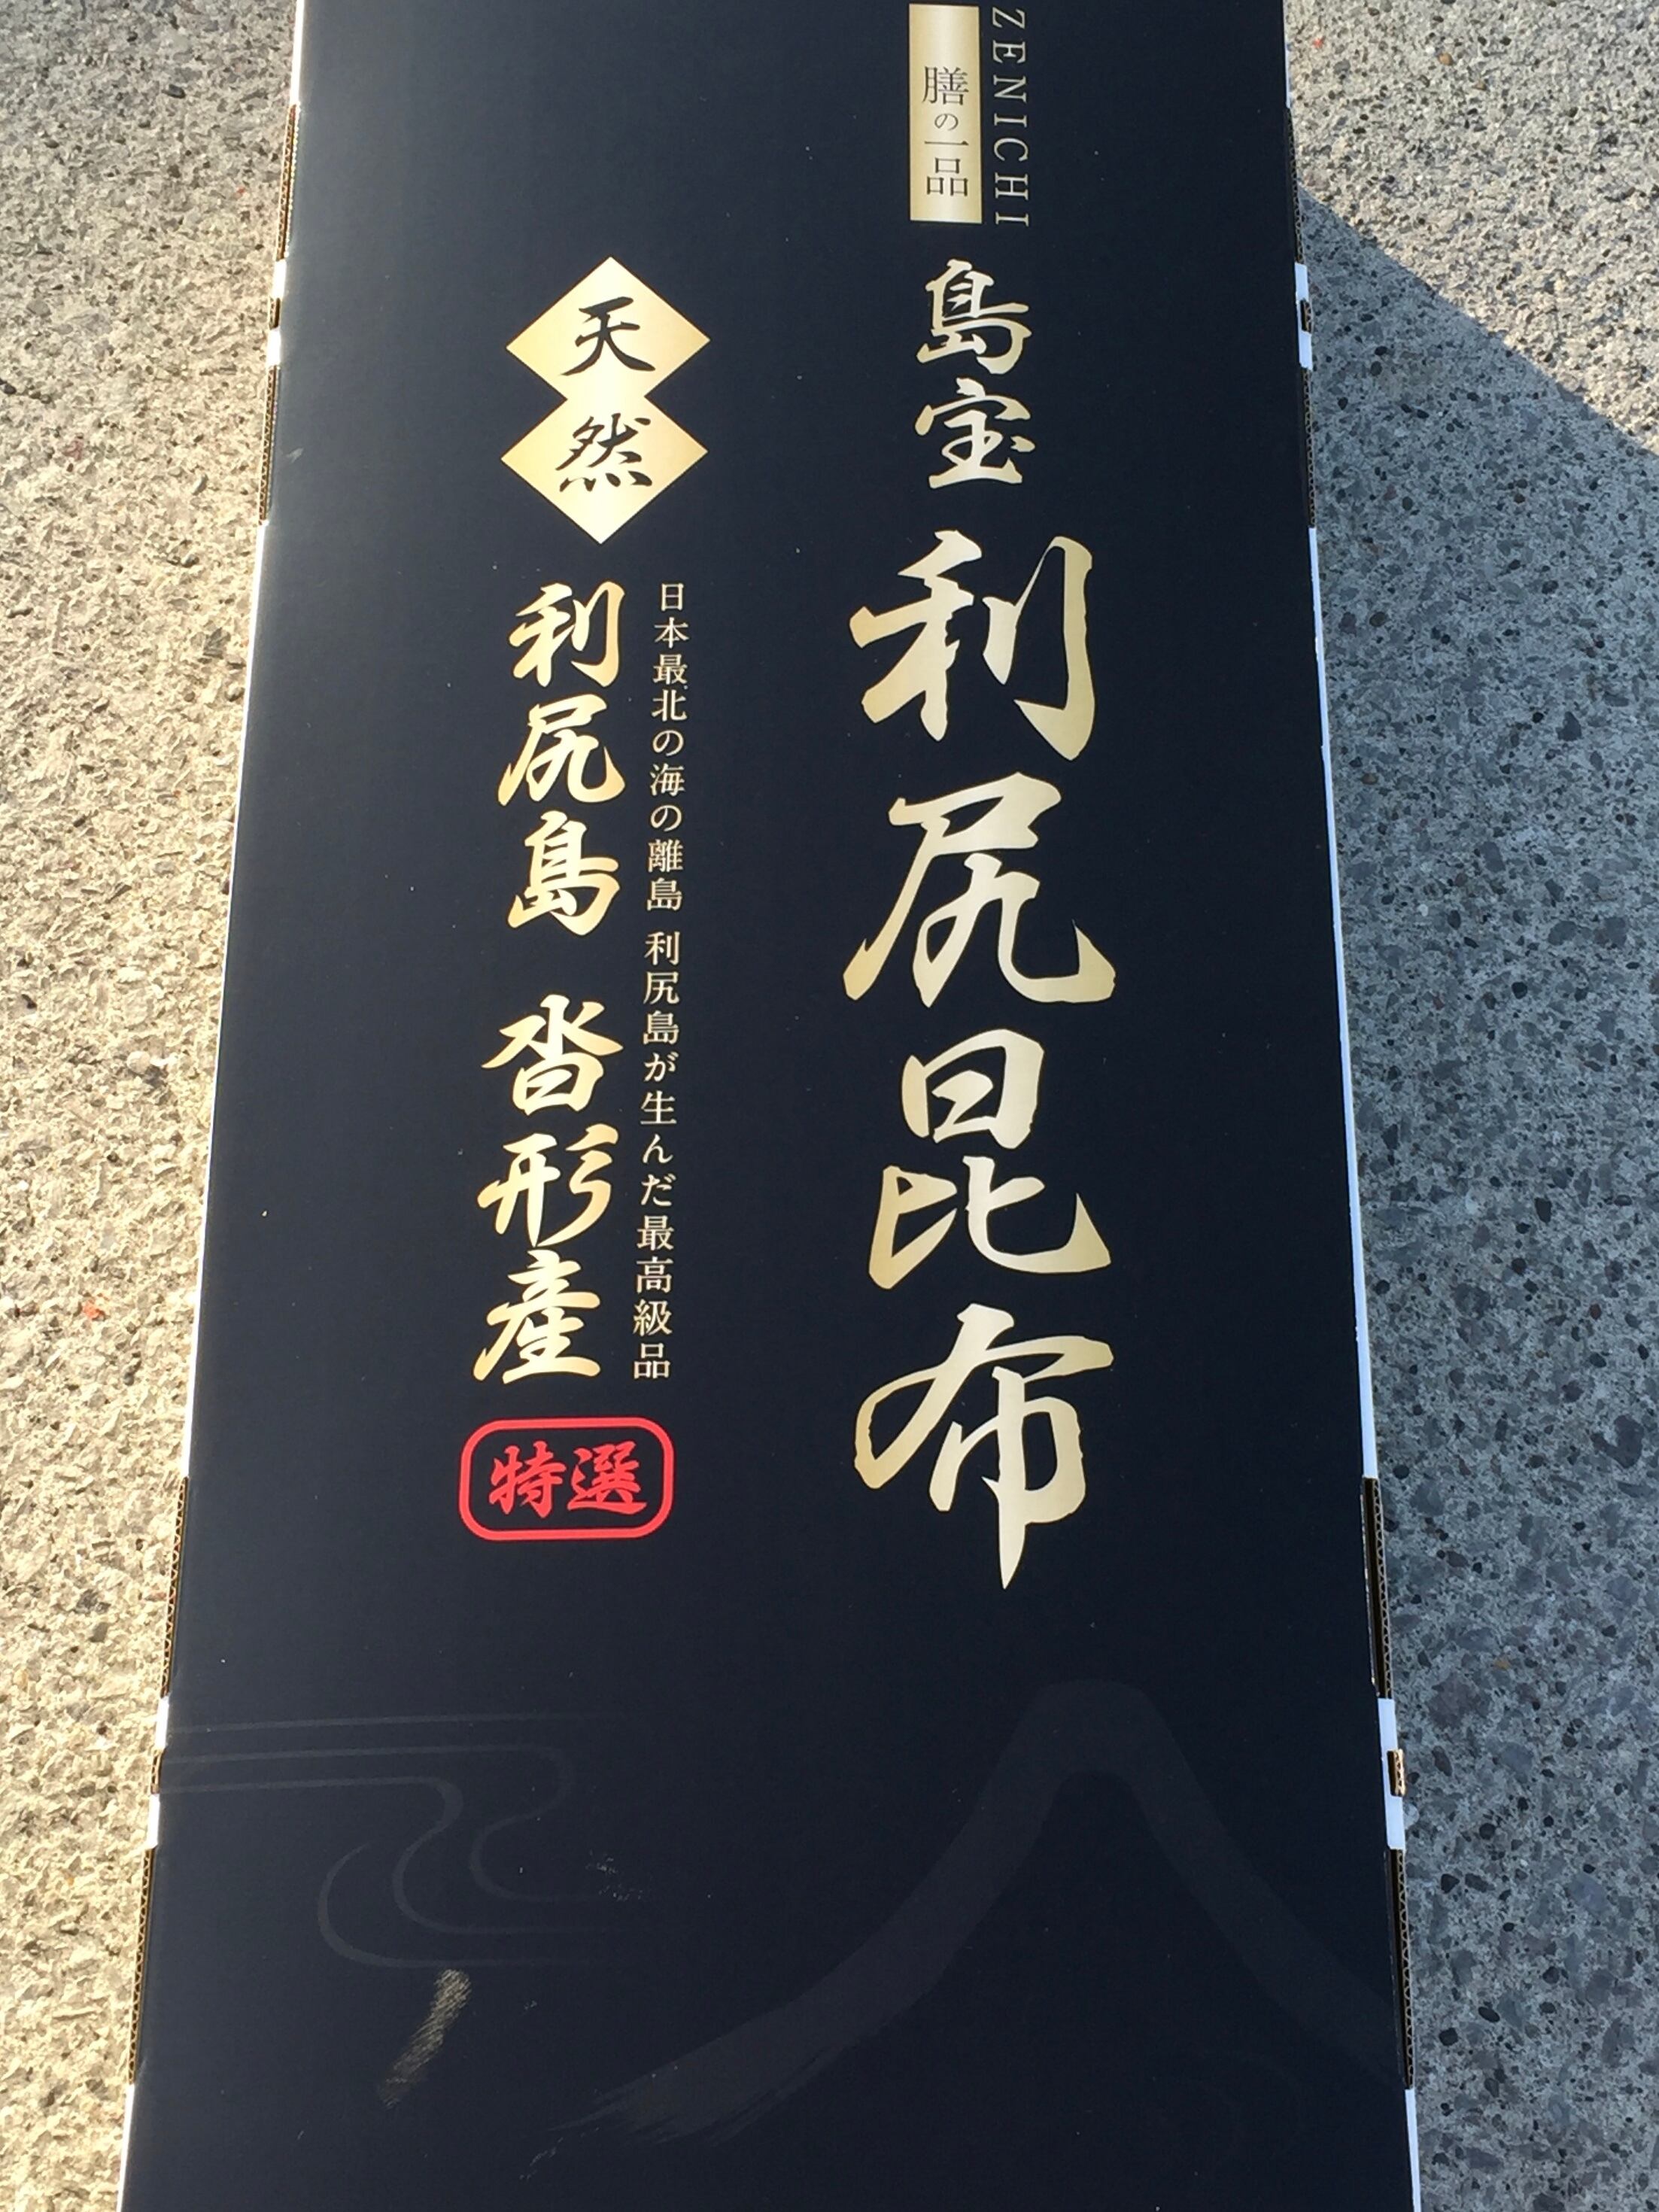 ZENICHI
膳の一品
島宝 利尻昆布
日本最北の海の離島 利尻島が生んだ最高級品
天然
利尻島 沓形産
特選